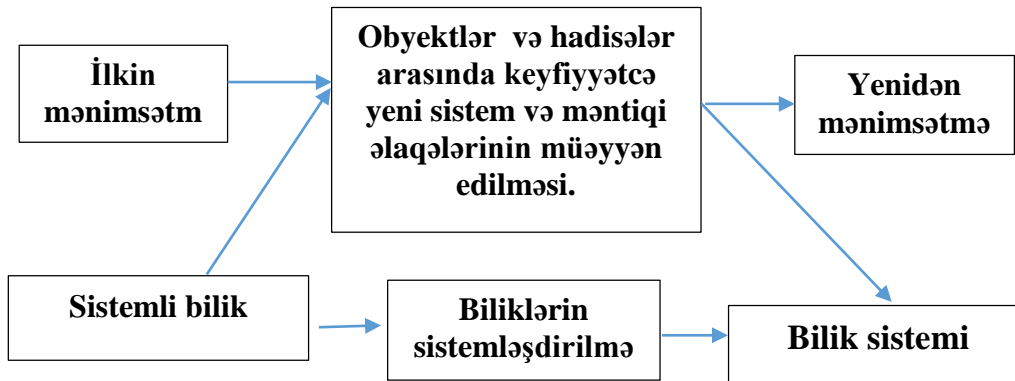 İlkin
mənimsətm
Obyektlər və hadisələr
arasında keyfiyyətcə
yeni sistem və məntiqi
əlaqələrinin müəyyən
edilməsi.
Yenidən
mənimsətmə
Sistemli bilik
Biliklərin
sistemləşdirilmə
Bilik sistemi